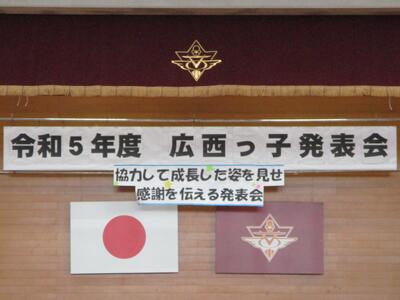 令和5年度　広西っ子発表会
協力して成長した姿を見せ
感謝を伝える発表会